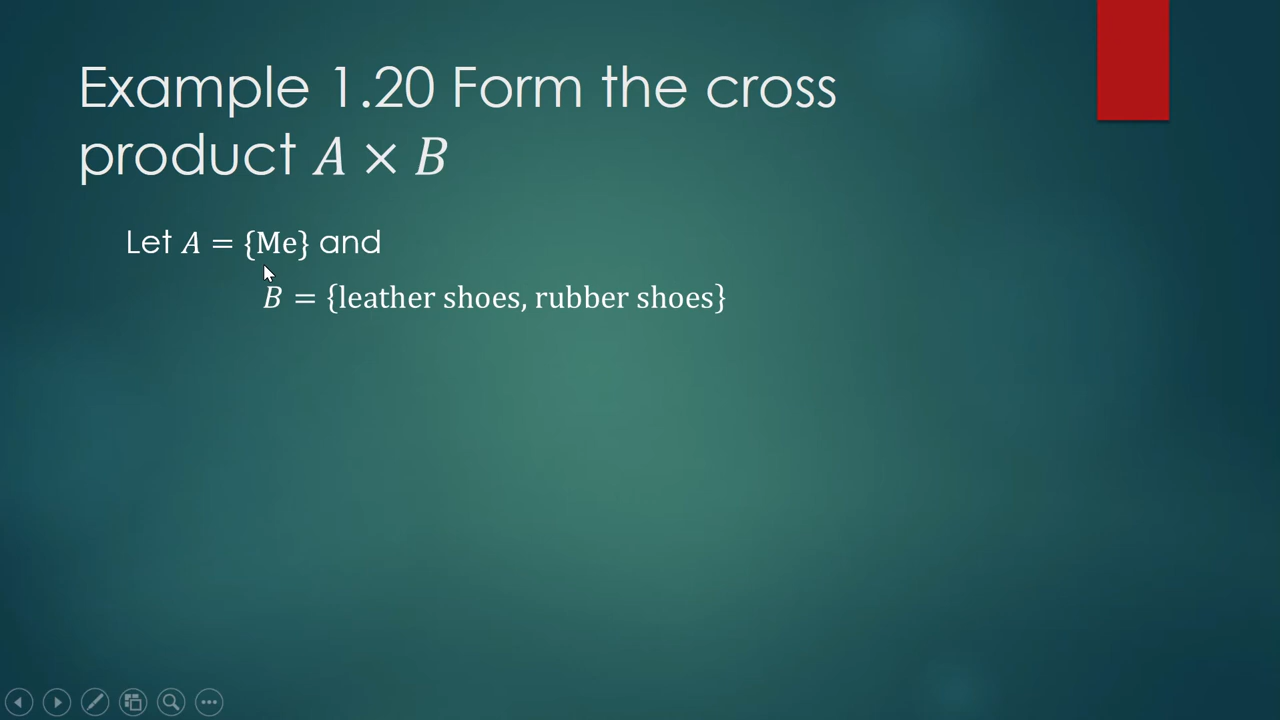 Example 1.20 Form the cross
product A × B
Let A = {Me} and
B = {leather shoes, rubber shoes}